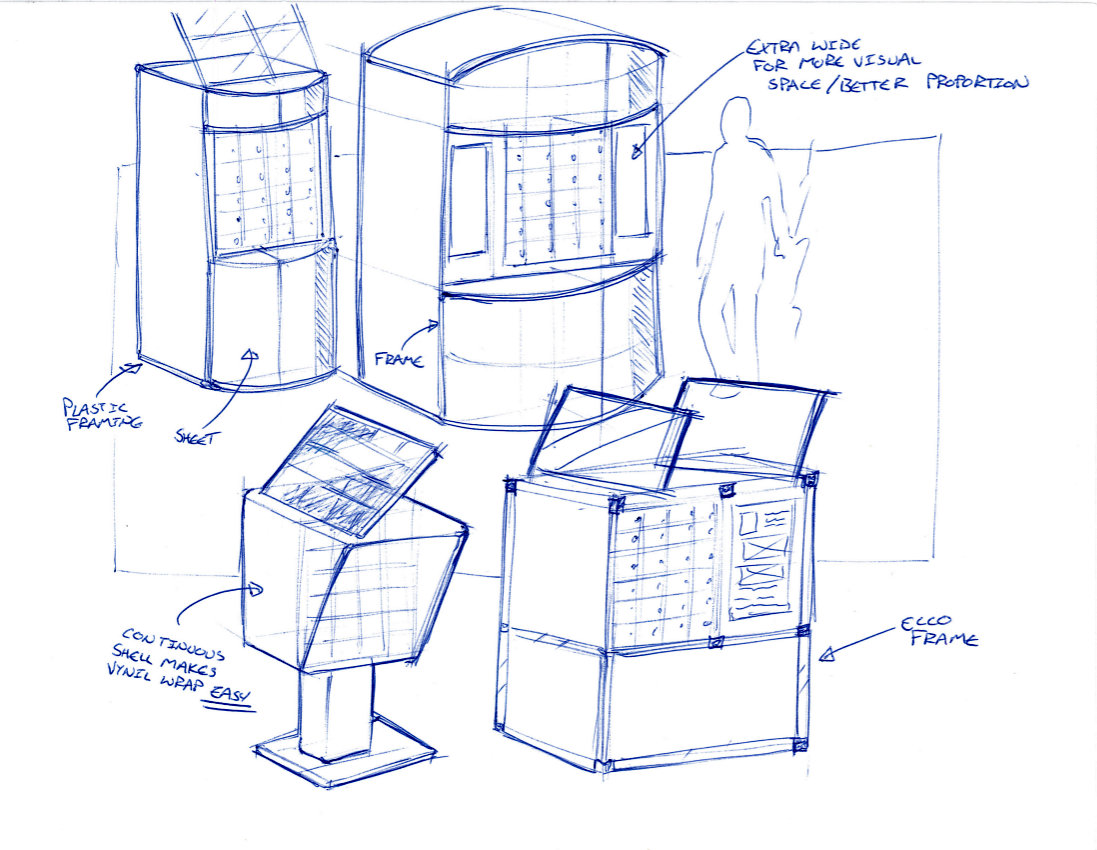 EXTRA WIDE
FOR MORE VISUAL
SPACE/BETTER PROPORTION
FRAME
PLASTIC
FRAMING
SHEET
CONTINUOUS
SHELL MAKES
VYNIL WRAP EASY
ECCO
FRAME